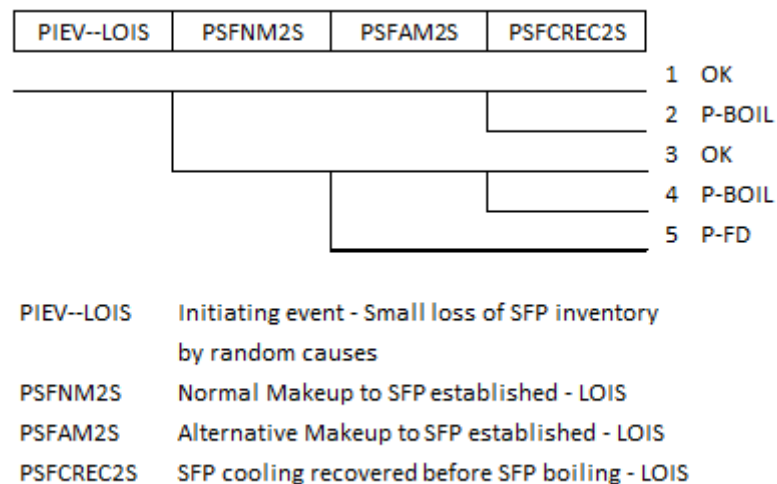 PIEV--LOIS PSFNM2S PSFAM2S PSFCREC2S
1 OK
2 P-BOIL
3 OK
4 P-BOIL
5 P-FD
PIEV--LOIS Initiating event - Small loss of SFP inventory
by random causes
PSFNM2S Normal Makeup to SFP established - LOIS
PSFAM2S Alternative Makeup to SFP established - LOIS
PSFCREC2S SFP cooling recovered before SFP boiling - LOIS